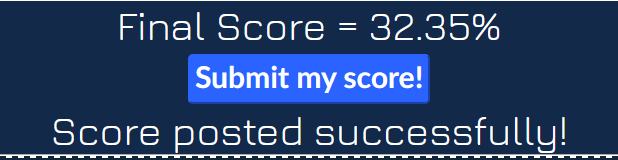 Final Score = 32.35%
Submit my score!
Score posted successfully!